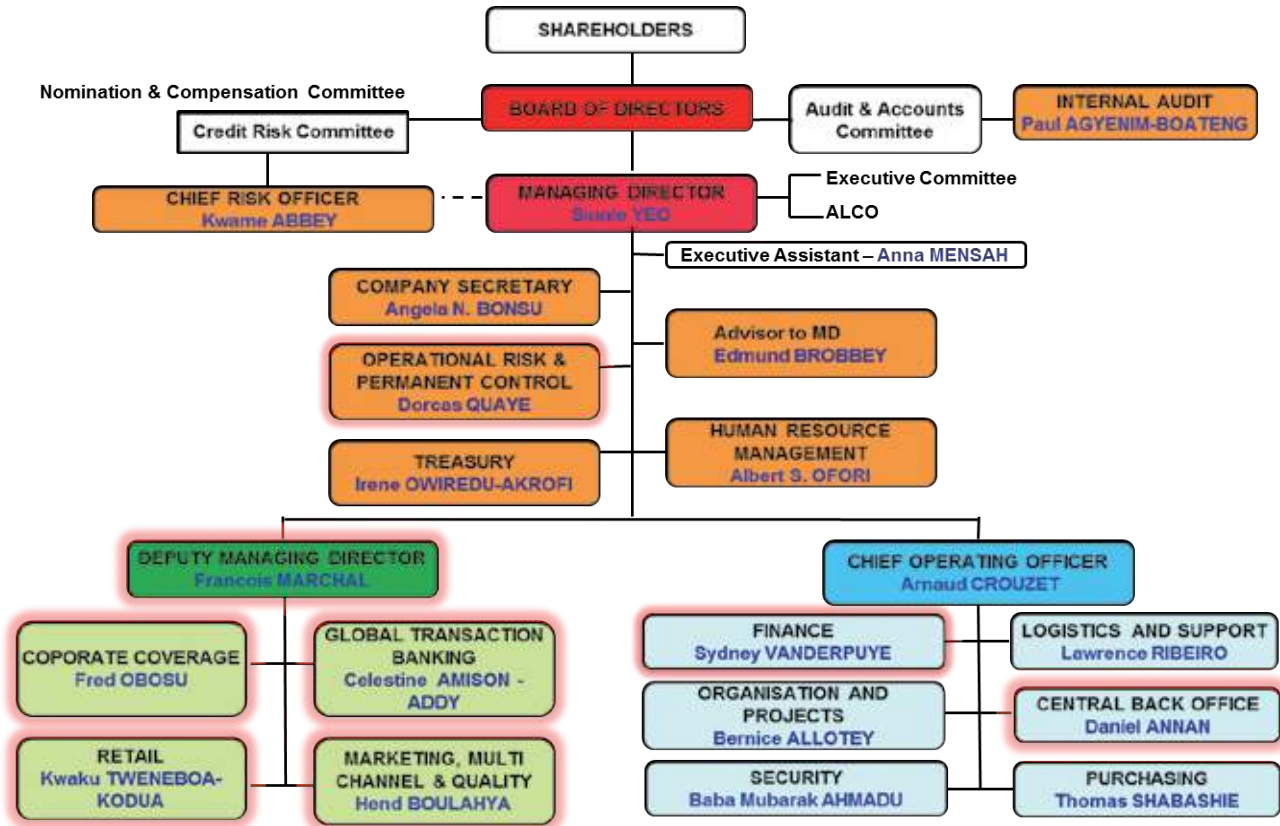 SHAREHOLDERS
Nomination & Compensation Committee
BOARD OF DIRECTORS
Credit Risk Committee
Audit & Accounts
Committee
INTERNAL AUDIT
Paul AGYENIM-BOATENG
CHIEF RISK OFFICER
Kwame ABBEY
MANAGING DIRECTOR
YEO
Executive Committee
ALCO
Executive Assistant – Anna MENSAH
COMPANY SECRETARY
Angela N. BONSU
Advisor to MD
Edmund BROBBEY
OPERATIONAL RISK &
PERMANENT CONTROL
Dorcas QUAYE
HUMAN RESOURCE
MANAGEMENT
Albert S. OFORI
TREASURY
Irene OWIREDU-AKROFI
DEPUTY MANAGING DIRECTOR
Francois MARCHAL
CHIEF OPERATING OFFICER
Arnaud CROUZET
COPORATE COVERAGE
Fred OBOSU
GLOBAL TRANSACTION
BANKING
Celestine AMISON -
ADDY
FINANCE
Sydney VANDERPUYE
LOGISTICS AND SUPPORT
Lawrence RIBEIRO
ORGANISATION AND
PROJECTS
Bernice ALLOTEY
CENTRAL BACK OFFICE
Daniel ANNAN
RETAIL
Kwaku TWENEBOA-
KODUA
MARKETING, MULTI
CHANNEL & QUALITY
Hend BOULAHYA
SECURITY
Baba Mubarak AHMADU
PURCHASING
Thomas SHABASHIE